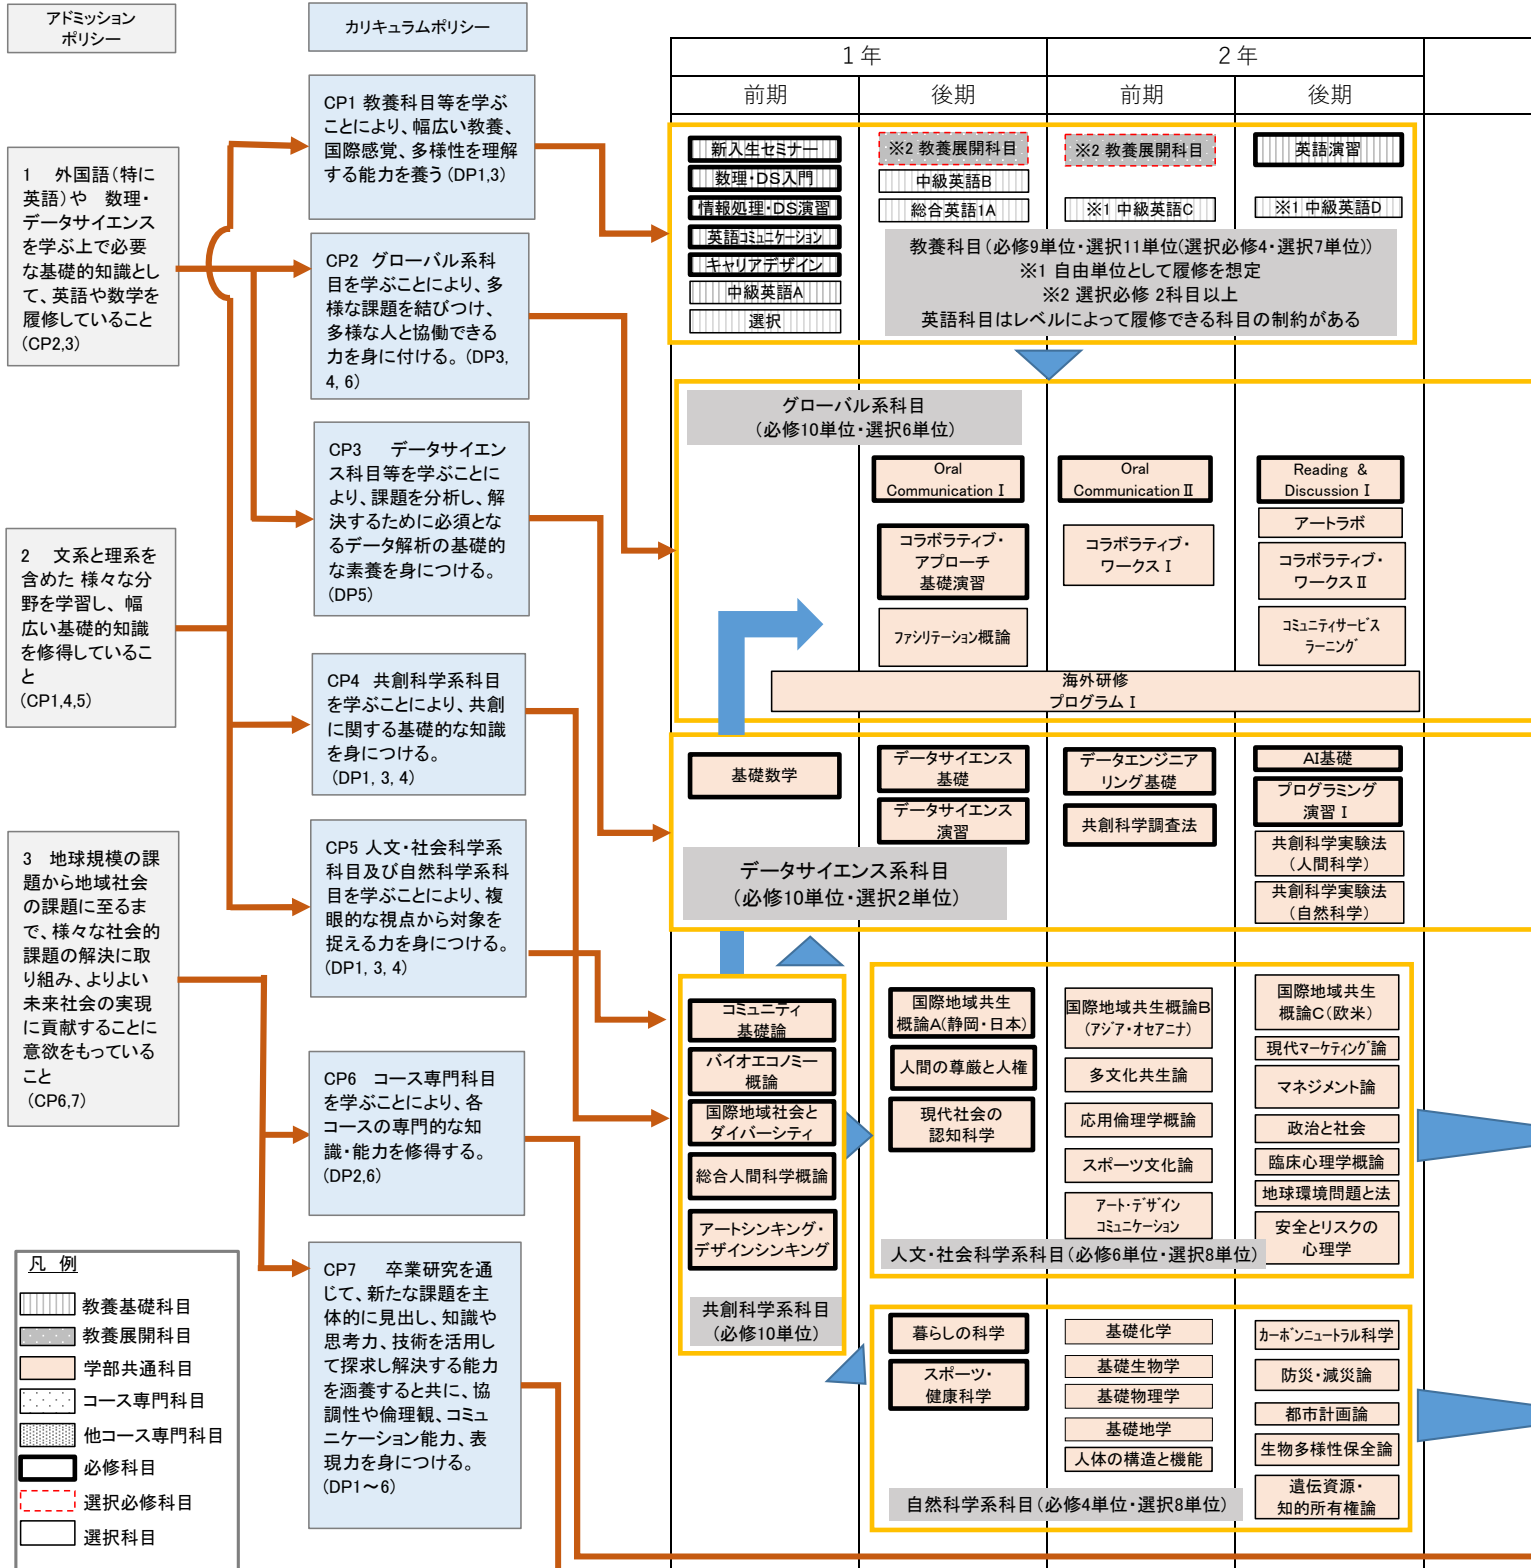 アドミッション
ポリシー
カリキュラムポリシー
1 外国語(特に
英語)や 数理・
データサイエンス
を学ぶ上で必要
な基礎的知識とし
て、英語や数学を
履修していること
(CP2,3)
2 文系と理系を
含めた 様々な分
野を学習し、幅
広い基礎的知識
を修得しているこ
と
(CP1,4,5)
3 地球規模の課
題から地域社会
の課題に至るま
で、様々な社会的
課題の解決に取
り組み、よりよい
未来社会の実現
に貢献することに
意欲をもっている
こと
(CP6,7)
凡 例
教養基礎科目
教養展開科目
学部共通科目
コース専門科目
他コース専門科目
必修科目
選択必修科目
選択科目
CP1 教養科目等を学ぶ
ことにより、幅広い教養、
国際感覚、多様性を理解
する能力を養う(DP1,3)
CP2 グローバル系科
目を学ぶことにより、多
様な課題を結びつけ、
多様な人と協働できる
力を身に付ける。(DP3,
4, 6)
CP3 データサイエン
ス科目等を学ぶことに
より、課題を分析し、解
決するために必須とな
るデータ解析の基礎的
な素養を身につける。
(DP5)
CP4 共創科学系科目
を学ぶことにより、共創
に関する基礎的な知識
を身につける。
(DP1, 3, 4)
CP5 人文・社会科学系
科目及び自然科学系科
目を学ぶことにより、複
眼的な視点から対象を
捉える力を身につける。
(DP1, 3, 4)
CP6 コース専門科目
を学ぶことにより、各
コースの専門的な知
識・能力を修得する。
(DP2,6)
CP7 卒業研究を通
じて、新たな課題を主
体的に見出し、知識や
思考力、技術を活用し
て探求し解決する能力
を涵養すると共に、協
調性や倫理観、コミュ
ニケーション能力、表
現力を身につける。
(DP1～6)
1年
2年
前期
後期
前期
後期
新入生セミナー
数理・DS入門
情報処理・DS演習
英語コミュニケーション
キャリアデザイン
中級英語A
選択
※2 教養展開科目
中級英語B
総合英語1A
※2 教養展開科目
※1 中級英語C
英語演習
※1 中級英語D
教養科目(必修9単位・選択11単位(選択必修4・選択7単位))
※1 自由単位として履修を想定
※2 選択必修 2科目以上
英語科目はレベルによって履修できる科目の制約がある
グローバル系科目
(必修10単位・選択6単位)
Oral
Communication Ⅰ
コラボラティブ・
アプローチ
基礎演習
ファシリテーション概論
Oral
Communication Ⅱ
コラボラティブ・
ワークス Ⅰ
Reading &
Discussion Ⅰ
アートラボ
コラボラティブ・
ワークス Ⅱ
コミュニティサービス
ラーニング
海外研修
プログラム Ⅰ
基礎数学
データサイエンス
基礎
データサイエンス
演習
データエンジニア
リング基礎
共創科学調査法
AI基礎
プログラミング
演習 Ⅰ
共創科学実験法
(人間科学)
共創科学実験法
(自然科学)
データサイエンス系科目
(必修10単位・選択2単位)
コミュニティ
基礎論
バイオエコノミー
概論
国際地域社会と
ダイバーシティ
総合人間科学概論
アートシンキング・
デザインシンキング
共創科学系科目
(必修10単位)
国際地域共生
概論A(静岡・日本)
人間の尊厳と人権
現代社会の
認知科学
国際地域共生概論B
(アジア・オセアニナ)
多文化共生論
応用倫理学概論
スポーツ文化論
アート・デザイン
コミュニケーション
国際地域共生
概論C(欧米)
現代マーケティング論
マネジメント論
政治と社会
臨床心理学概論
地球環境問題と法
安全とリスクの
心理学
人文・社会科学系科目(必修6単位・選択8単位)
暮らしの科学
スポーツ・
健康科学
基礎化学
基礎生物学
基礎物理学
基礎地学
人体の構造と機能
カーボンニュートラル科学
防災・減災論
都市計画論
生物多様性保全論
遺伝資源・
知的所有権論
自然科学系科目(必修4単位・選択8単位)